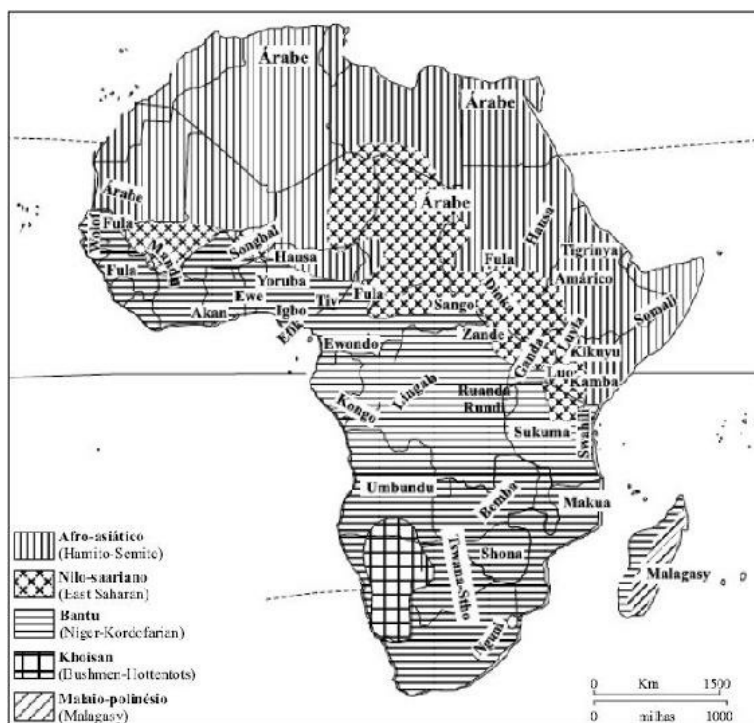 Árabe
Árabe
Árabe
Árabe
Fula
Wolof
Mandu
Songhai
Hausa
Hausa
Fula
Tigrinya
Amárico
Somali
Fula
Yoruba
Ewe
Akan
Igbo
Efik
Tiv
Fula
Sango
Dinka
Zande
Ewondo
Ganda
Luo
Kikuyu
Kamba
Kongo
Lingala
Ruanda
Rundi
Sukuma
Swahili
Umbundu
Bemba
Makua
Shona
Tswana-Stho
Nguni
Malagasy
Afro-asiático
(Hamito-Semite)
Nilo-saariano
(East Saharan)
Bantu
(Niger-Kordofarian)
Khoisan
(Bushmen-Hottentots)
Malaio-polinésio
(Malagasy)
0 Km 1500
0 milhas 1000